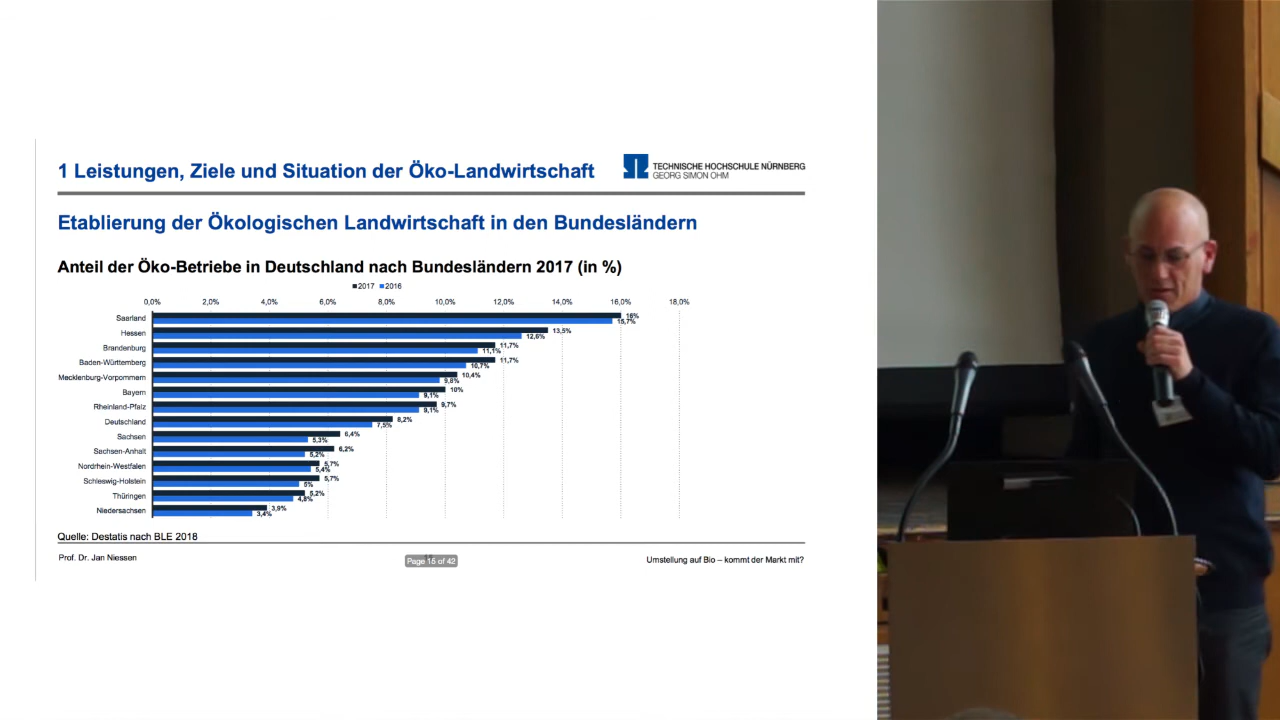 1 Leistungen, Ziele und Situation der Öko-Landwirtschaft
TECHNISCHE HOCHSCHULE NÜRNBERG
GEORG SIMON OHM
Etablierung der Ökologischen Landwirtschaft in den Bundesländern
Anteil der Öko-Betriebe in Deutschland nach Bundesländern 2017 (in %)
2017 2016
0,0% 2,0% 4,0% 6,0% 8,0% 10,0% 12,0% 14,0% 16,0% 18,0%
Saarland 16% 15,7%
Hessen 13,5% 12,6%
Brandenburg 11,7% 11,1%
Baden-Württemberg 11,7% 10,7%
Mecklenburg-Vorpommern 10,4% 9,8%
Bayern 10% 9,1%
Rheinland-Pfalz 9,7% 9,1%
Deutschland 8,2% 7,5%
Sachsen 6,4% 5,3%
Sachsen-Anhalt 6,2% 5,2%
Nordrhein-Westfalen 5,7% 5,4%
Schleswig-Holstein 5,7% 5%
Thüringen 5,2% 4,8%
Niedersachsen 3,9% 3,4%
Quelle: Destatis nach BLE 2018
Prof. Dr. Jan Niessen
Page 15 of 42
Umstellung auf Bio – kommt der Markt mit?